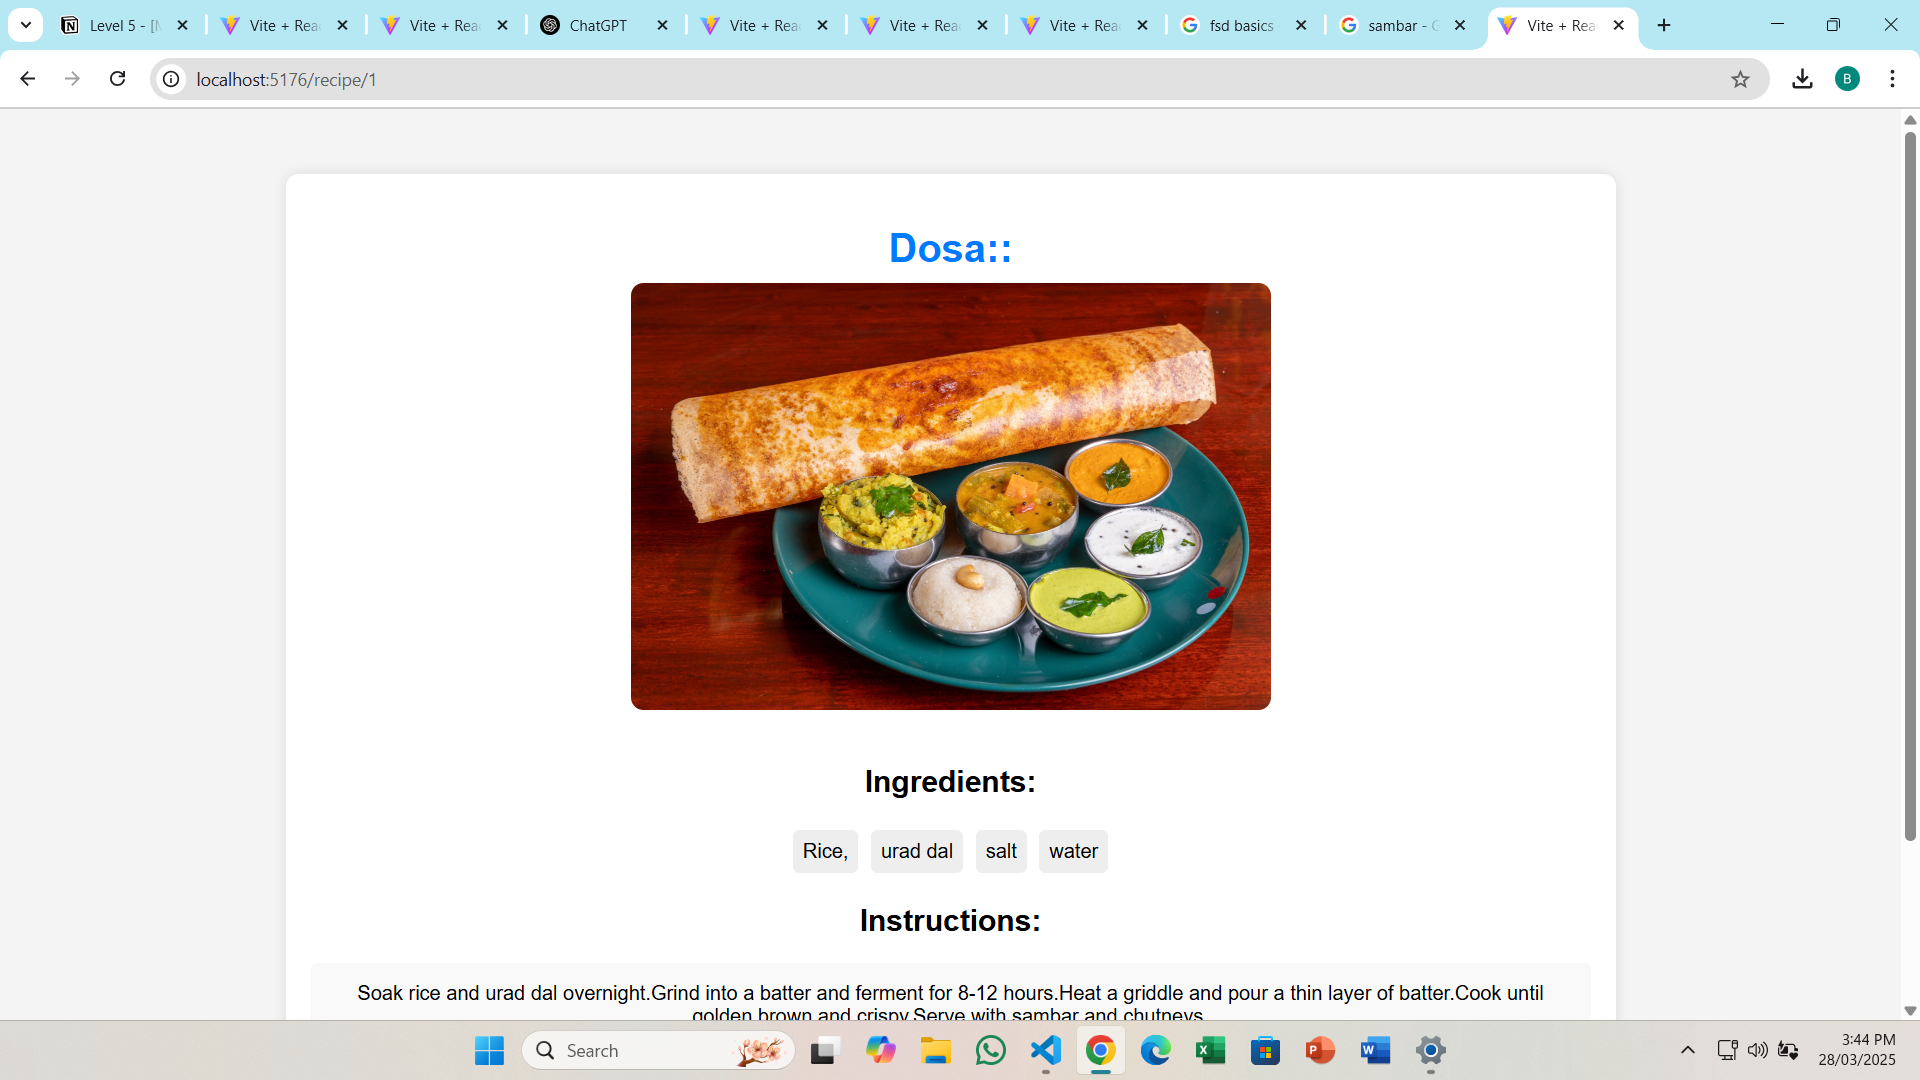 Level 5 - [N
Vite + Rea
Vite + Rea
ChatGPT
Vite + Rea
Vite + Rea
Vite + Rea
fsd basics
sambar - G
Vite + Rea
localhost:5176/recipe/1
B
Dosa::
Ingredients:
Rice,
urad dal
salt
water
Instructions:
Soak rice and urad dal overnight.Grind into a batter and ferment for 8-12 hours.Heat a griddle and pour a thin layer of batter.Cook until
golden brown and crispy.Serve with sambar and chutneys.
Search
3:44 PM
28/03/2025